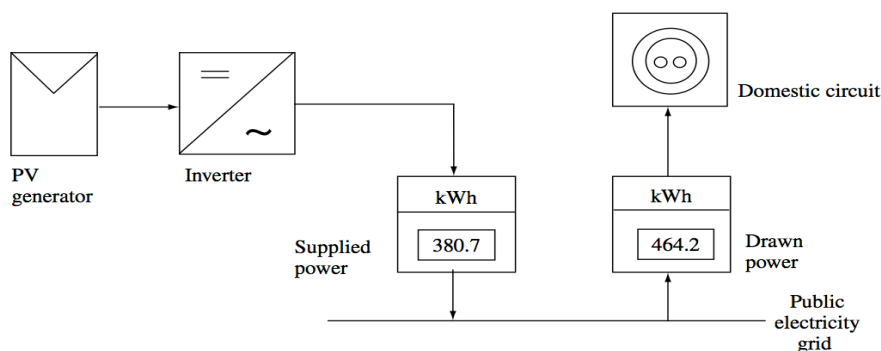 PV
generator
Inverter
kWh
380.7
Supplied
power
kWh
464.2
Drawn
power
Domestic circuit
Public
electricity
grid